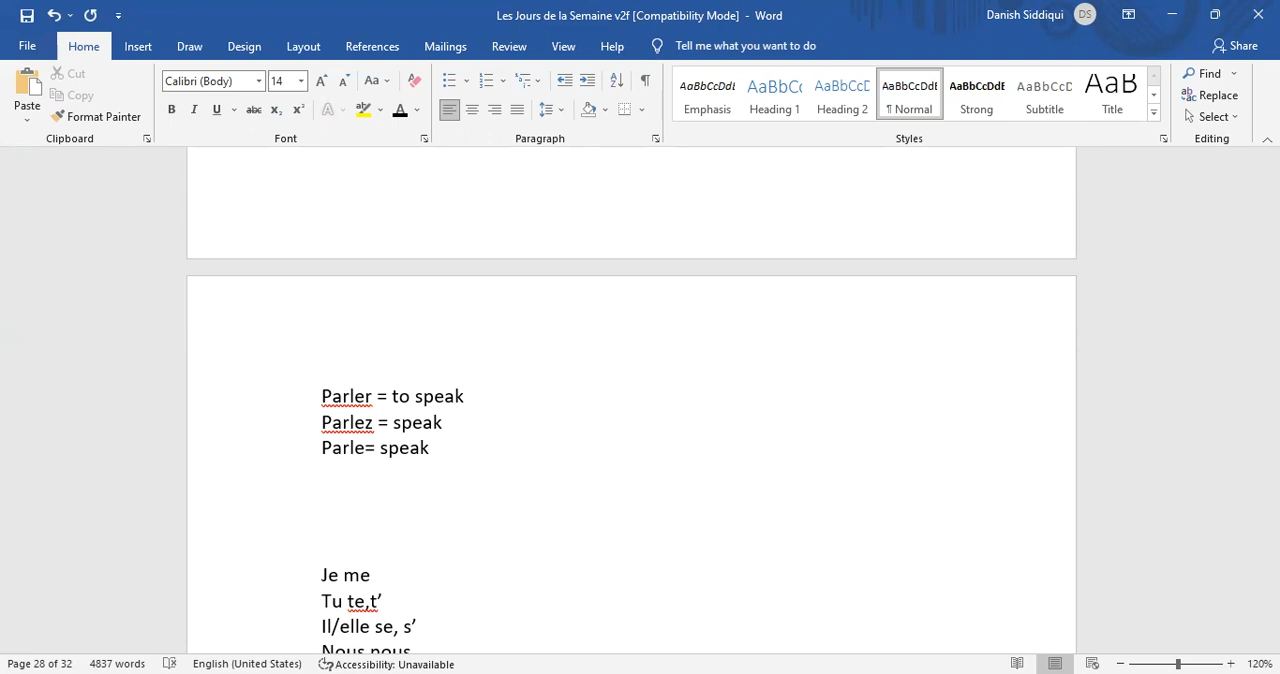 Les Jours de la Semaine v2f [Compatibility Mode] - Word
Danish Siddiqui
DS
File
Home
Insert
Draw
Design
Layout
References
Mailings
Review
View
Help
Tell me what you want to do
Share
Paste
Cut
Copy
Format Painter
Clipboard
Calibri (Body)
14
Font
Paragraph
AaBbCcDdE
Emphasis
AaBbCc
Heading 1
AaBbCcD
Heading 2
AaBbCcDdE
¶ Normal
AaBbCcDdE
Strong
AaBbCcD
Subtitle
AaB
Title
Styles
Find
Replace
Select
Editing
Parler = to speak
Parlez = speak
Parle= speak
Je me
Tu te,t’
Il/elle se, s’
Nous nous
Page 28 of 32
4837 words
English (United States)
Accessibility: Unavailable
120%